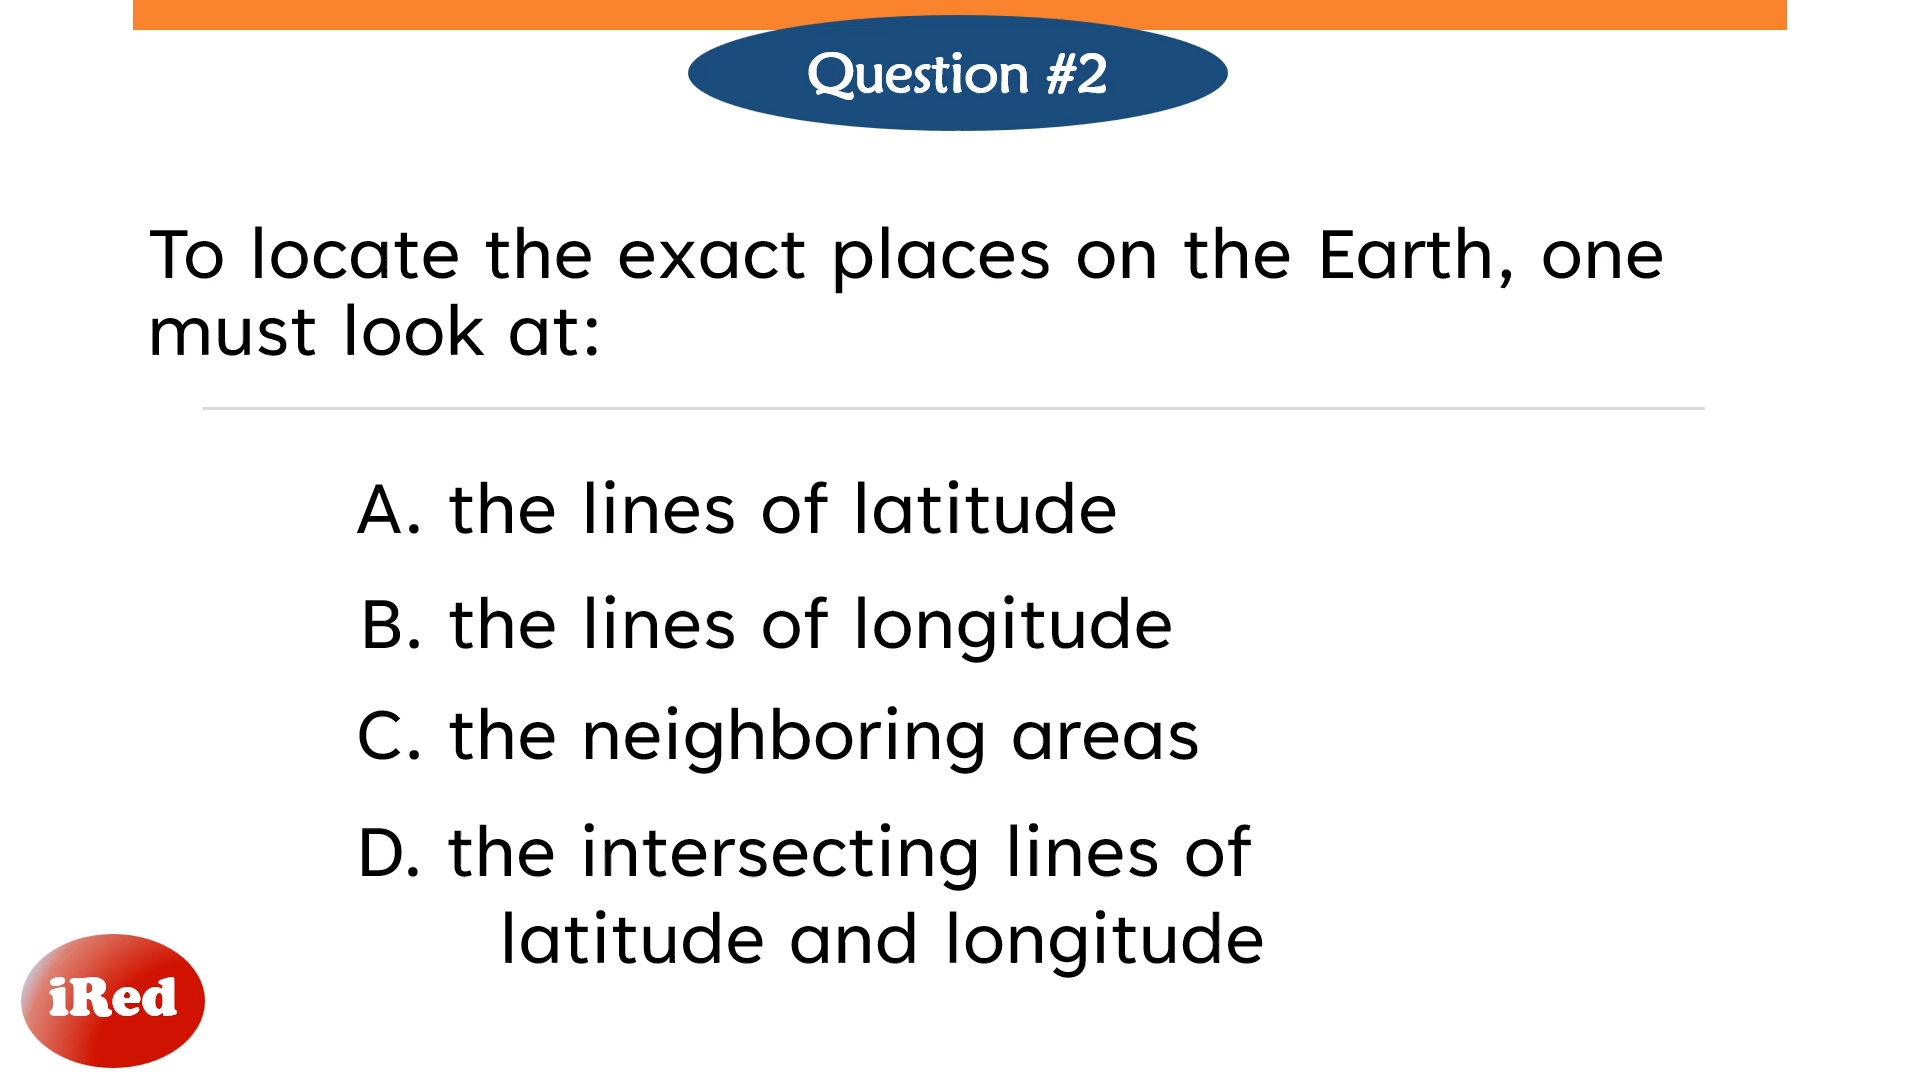 Question #2
To locate the exact places on the Earth, one
must look at:
A. the lines of latitude
B. the lines of longitude
C. the neighboring areas
D. the intersecting lines of
latitude and longitude
iRed